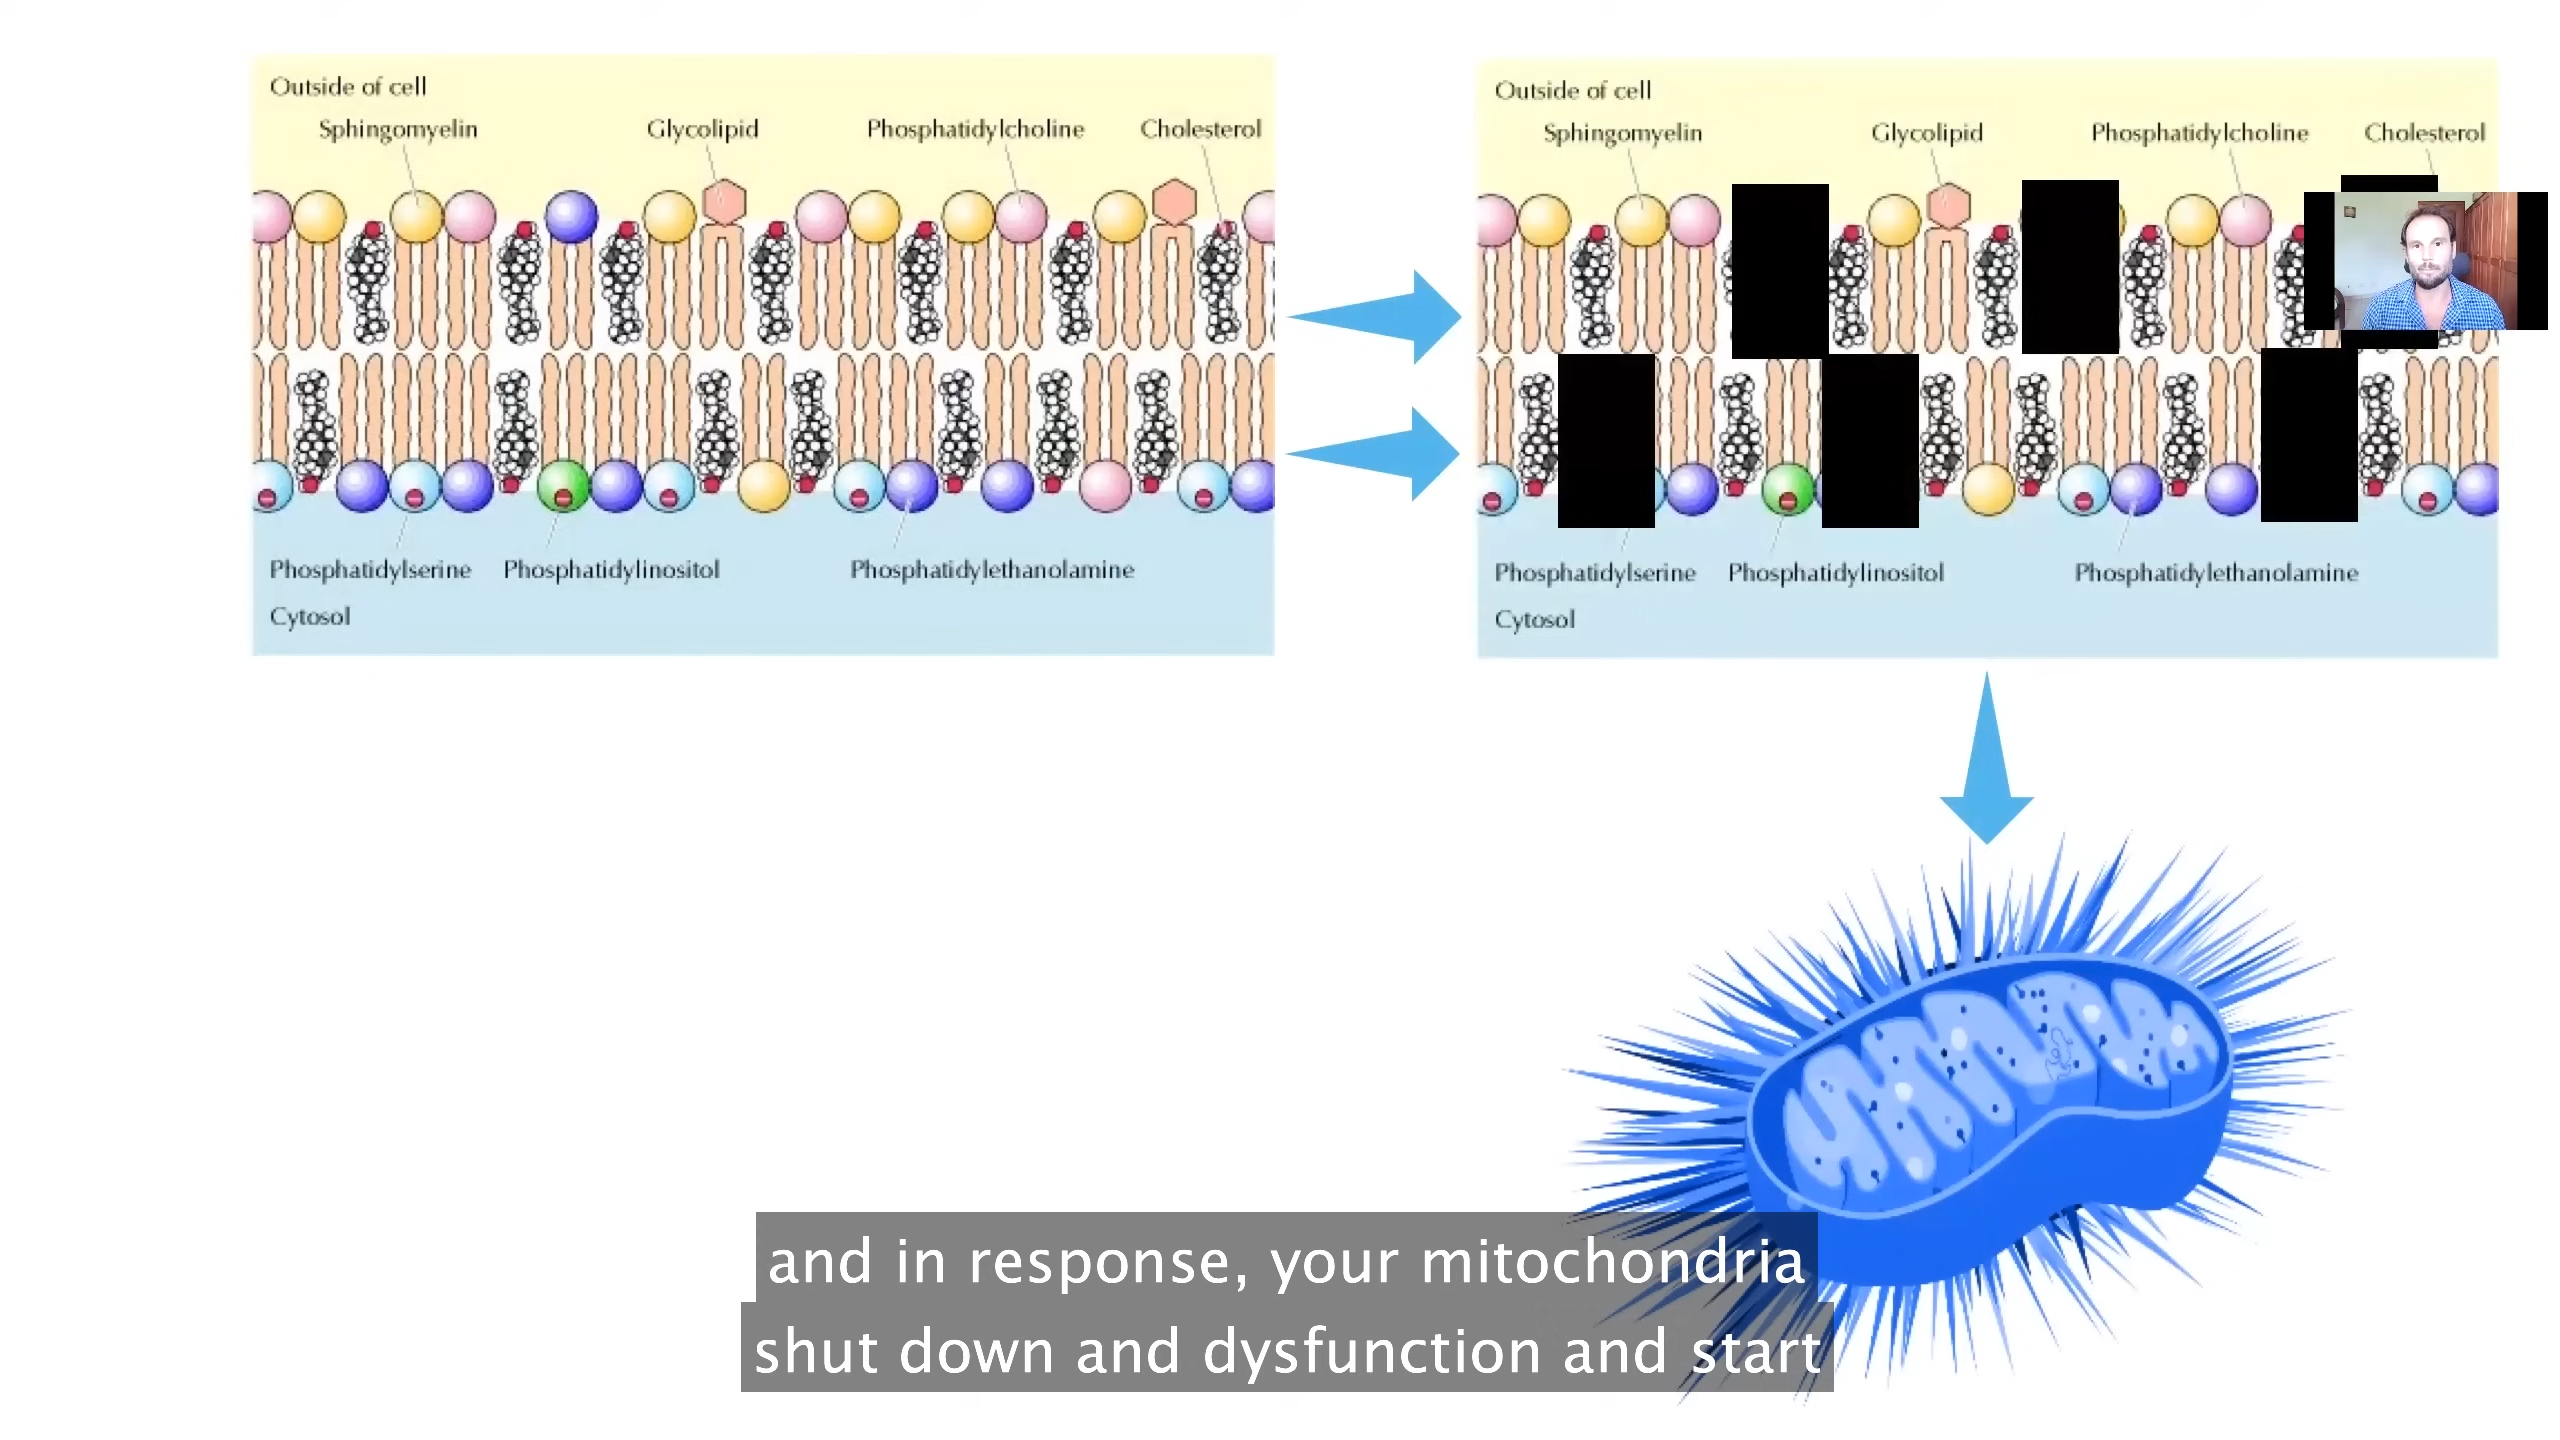 Outside of cell
Sphingomyelin Glycolipid Phosphatidylcholine Cholesterol
Phosphatidylserine Phosphatidylinositol Phosphatidylethanolamine
Cytosol
Outside of cell
Sphingomyelin Glycolipid Phosphatidylcholine Cholesterol
Phosphatidylserine Phosphatidylinositol Phosphatidylethanolamine
Cytosol
and in response, your mitochondria
shut down and dysfunction and start